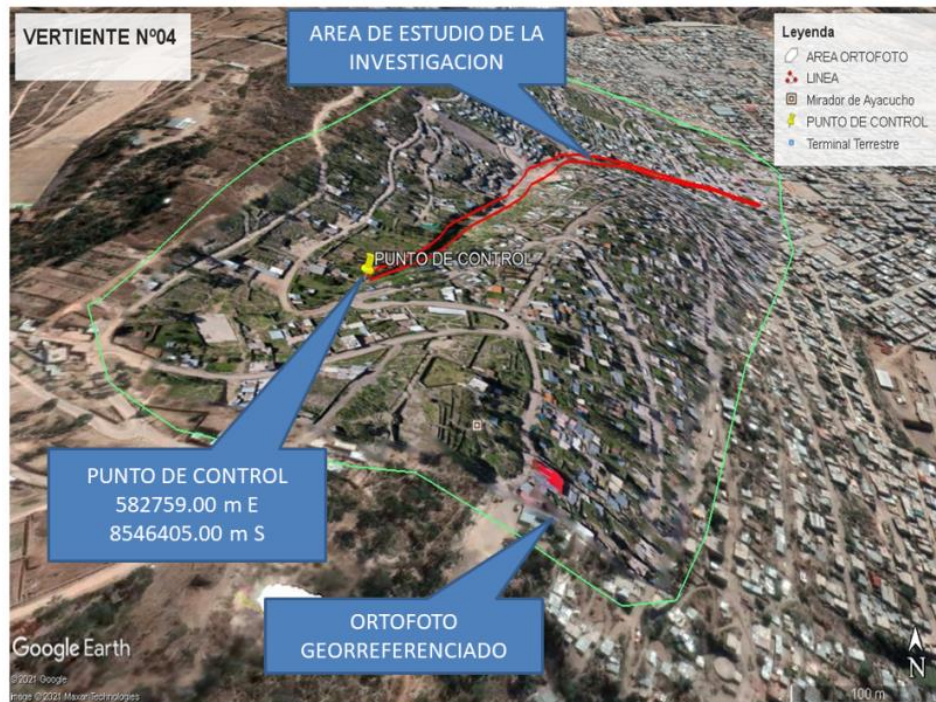 VERTIENTE Nº04
AREA DE ESTUDIO DE LA
INVESTIGACION
Leyenda
AREA ORTOFOTO
LINEA
Mirador de Ayacucho
PUNTO DE CONTROL
Terminal Terrestre
PUNTO DE CONTROL
PUNTO DE CONTROL
582759.00 m E
8546405.00 m S
ORTOFOTO
GEORREFERENCIADO
Google Earth
©2021 Google
Image ©2021 Maxar Technologies
N
100 m